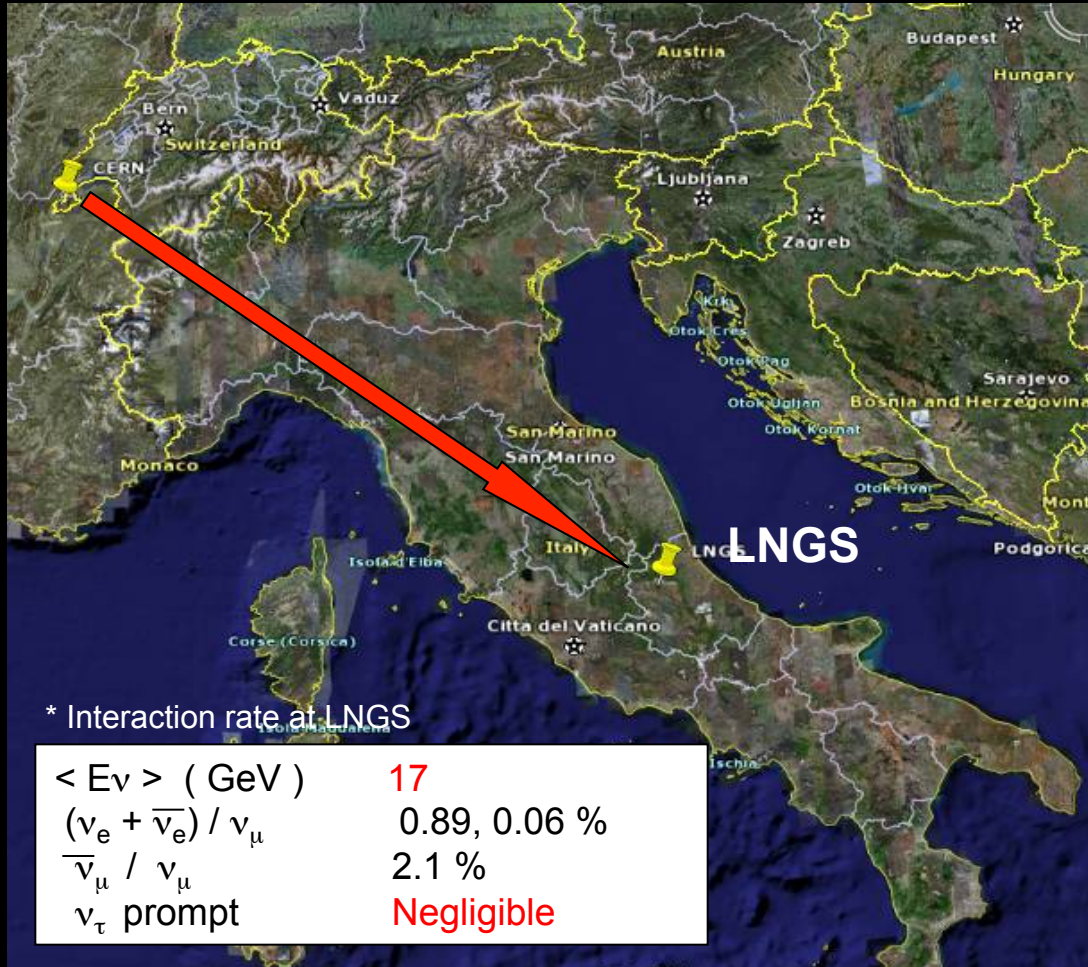 Budapest
Austria
Hungary
Vaduz
Bern
Switzerland
CERN
Ljubljana
Zagreb
Krk
Otok Cres
Otok Pag
Sarajevo
Otok Ugljan
Bosnia and Herzegovina
Otok Kornat
San Marino
San Marino
Monaco
Otok Hvar
Mont
LNGS
LNGS
Italy
Podgorica
Isola d'Elba
Citta del Vaticano
Corse (Corsica)
* Interaction rate at LNGS
Isola Maddalena
Ischia
< Eν > ( GeV ) 17
(νe + ν̅e) / νμ 0.89, 0.06 %
ν̅μ / νμ 2.1 %
ντ prompt Negligible